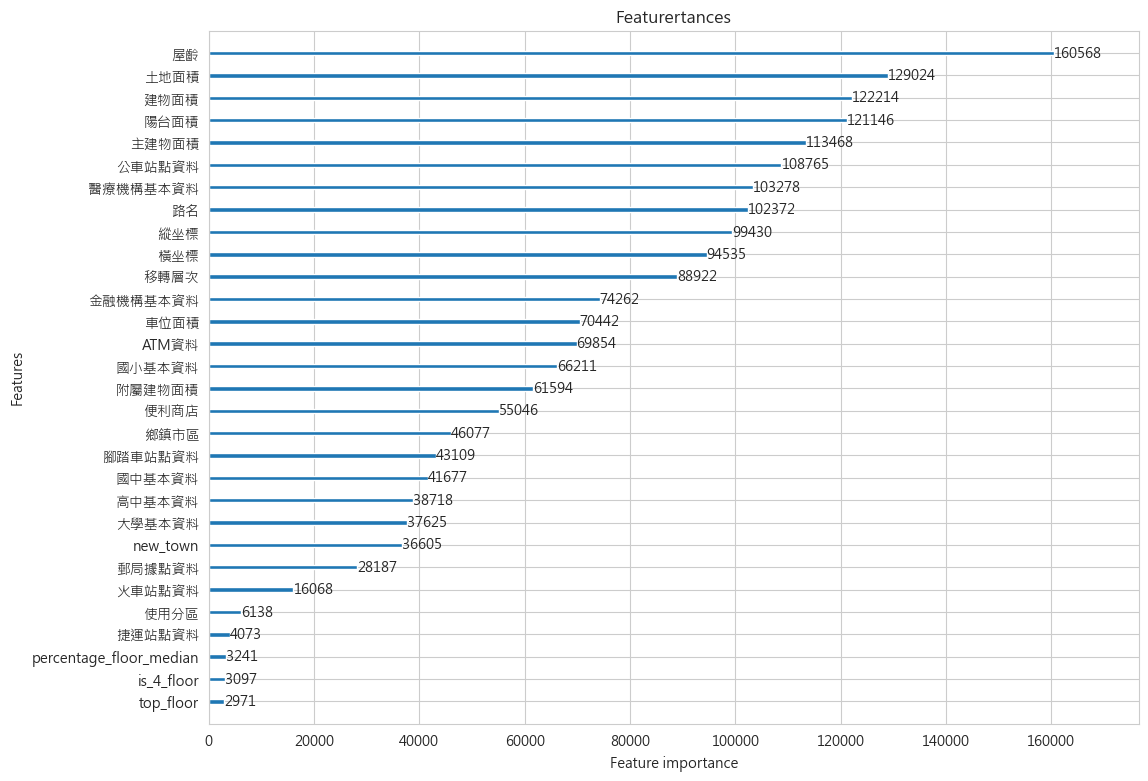 Featurertances
屋齡 160568
土地面積 129024
建物面積 122214
陽台面積 121146
主建物面積 113468
公車站點資料 108765
醫療機構基本資料 103278
路名 102372
縱坐標 99430
橫坐標 94535
移轉層次 88922
金融機構基本資料 74262
車位面積 70442
ATM資料 69854
國小基本資料 66211
附屬建物面積 61594
便利商店 55046
鄉鎮市區 46077
腳踏車站點資料 43109
國中基本資料 41677
高中基本資料 38718
大學基本資料 37625
new_town 36605
郵局據點資料 28187
火車站點資料 16068
使用分區 6138
捷運站點資料 4073
percentage_floor_median 3241
is_4_floor 3097
top_floor 2971
Features
0 20000 40000 60000 80000 100000 120000 140000 160000
Feature importance